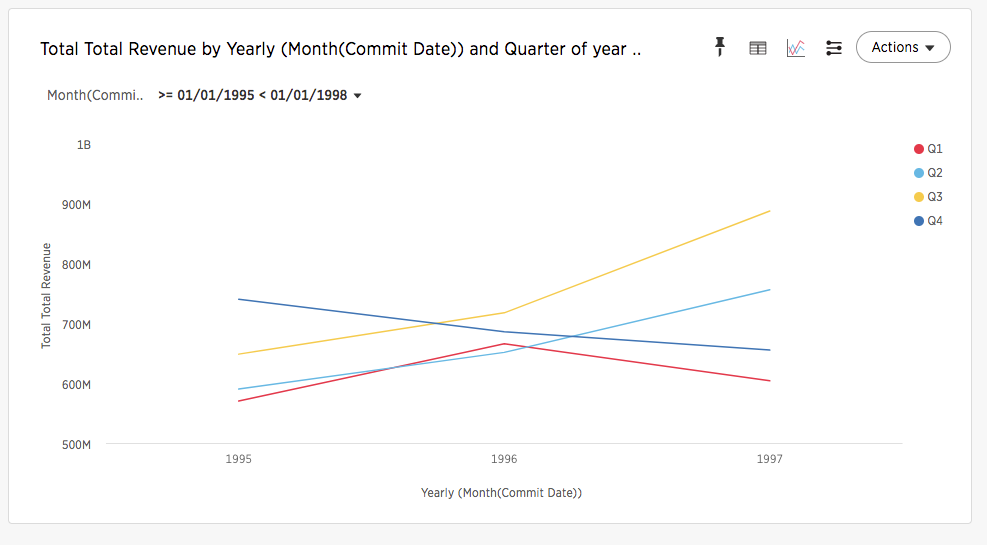 Total Total Revenue by Yearly (Month(Commit Date)) and Quarter of year ..
Actions
Month(Commi.. >= 01/01/1995 < 01/01/1998
1B
900M
800M
700M
600M
500M
Total Total Revenue
1995 1996 1997
Yearly (Month(Commit Date))
Q1
Q2
Q3
Q4